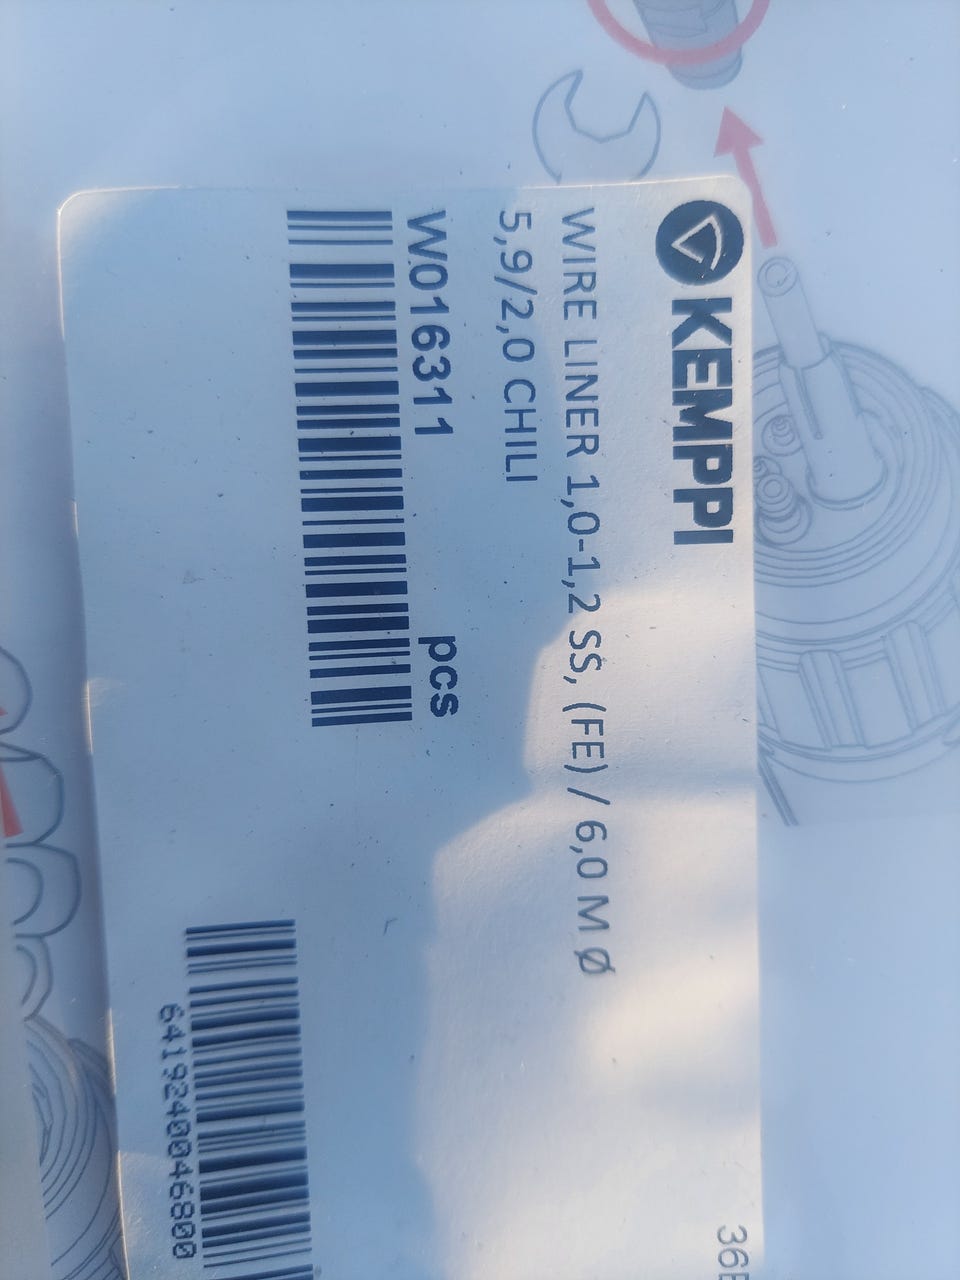 KEMPPI
WIRE LINER 1,0-1,2 SS, (FE) / 6,0 M Ø
5,9/2,0 CHILI
W016311 pcs
6419240046800